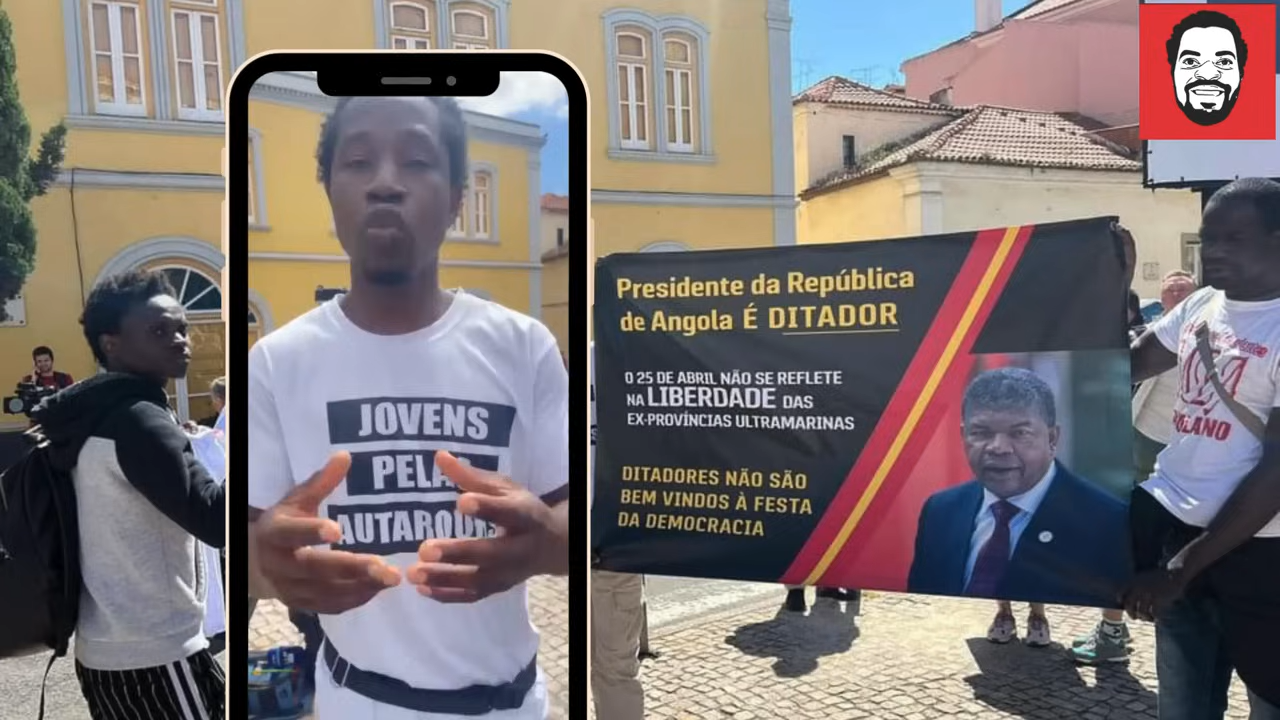 JOVENS
PELAS
Presidente da República
de Angola É DITADOR
O 25 DE ABRIL NÃO SE REFLETE
NA LIBERDADE DAS
EX-PROVÍNCIAS ULTRAMARINAS
DITADORES NÃO SÃO
BEM VINDOS À FESTA
DA DEMOCRACIA